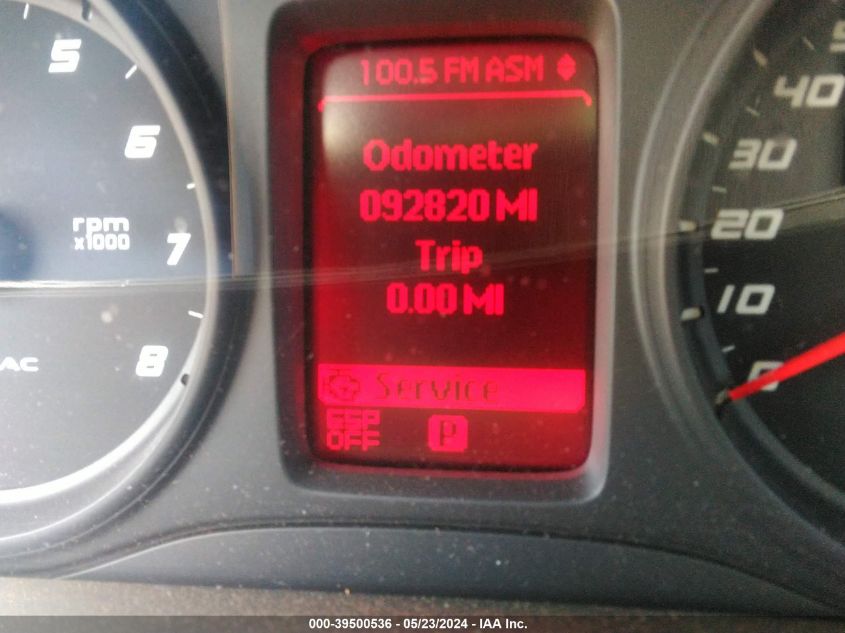 5
6
rpm
x1000
7
8
AC
100.5 FM ASM
Odometer
092820 MI
Trip
0.00 MI
Service
ESP
OFF
P
5
40
30
20
10
0
000-39500536 - 05/23/2024 - IAA Inc.